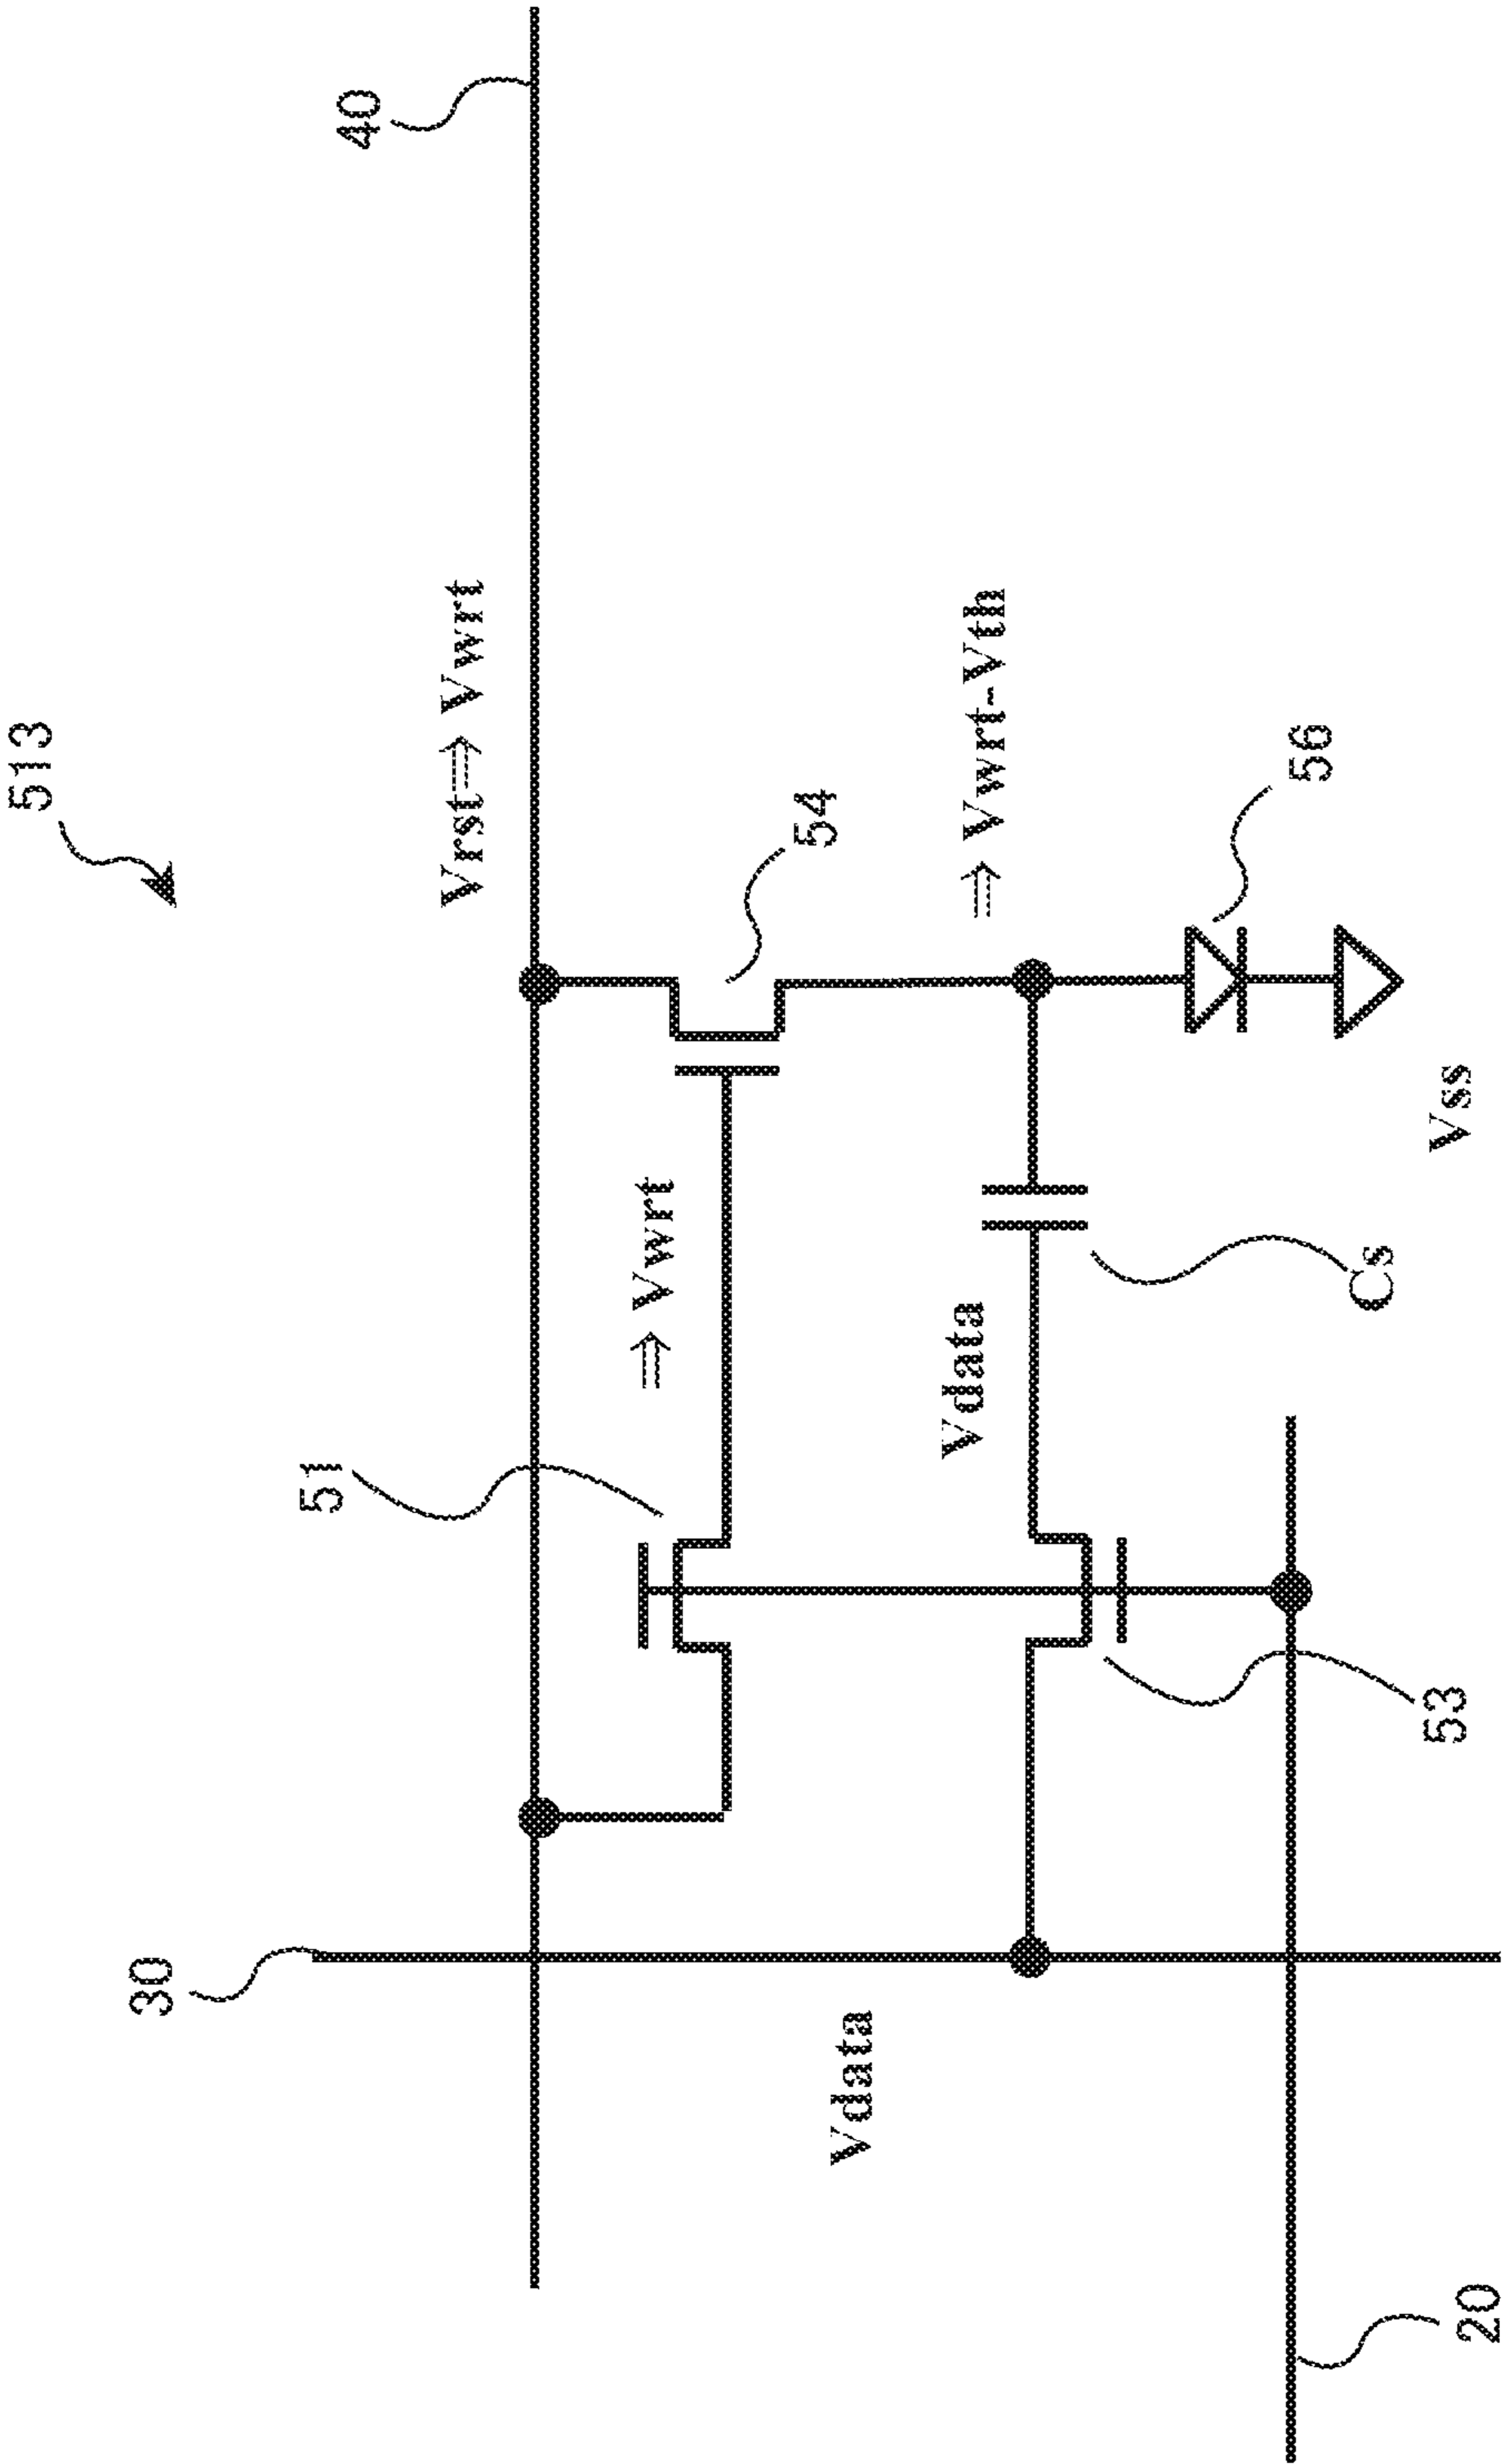 513
40
Vrst⇒ Vwrt
54
⇒ Vwrt-Vth
56
⇒ Vwrt
51
Vdata
Cs
Vss
53
30
Vdata
20